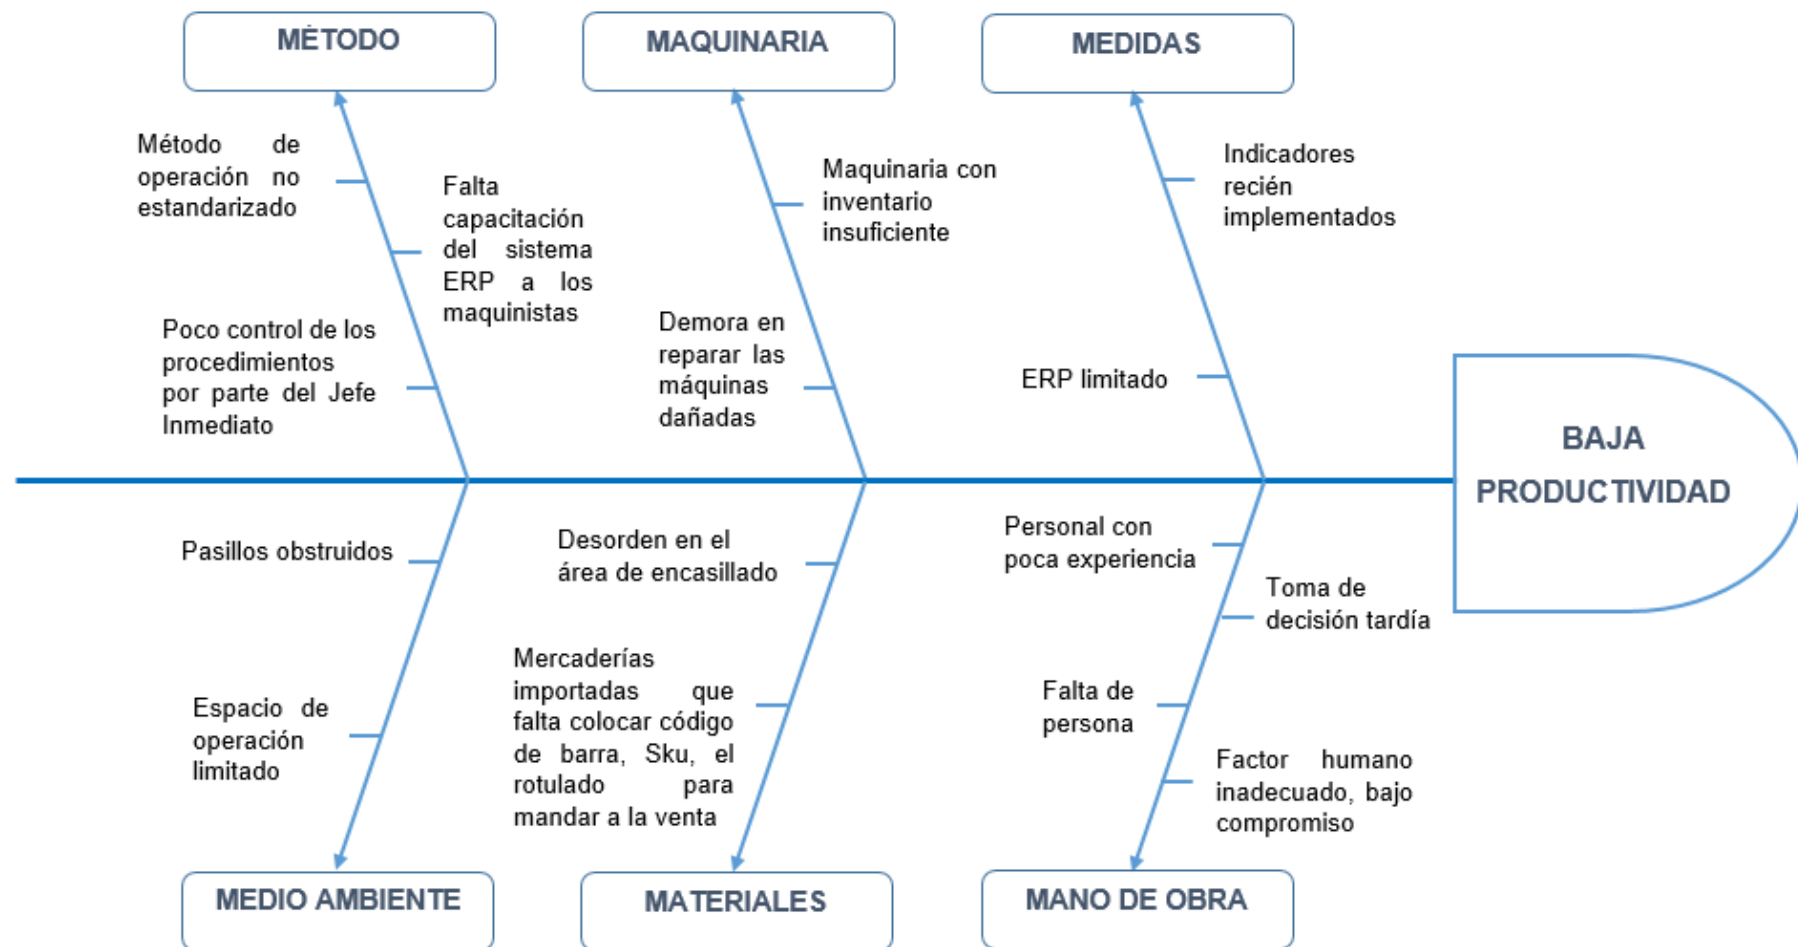 MÉTODO
MAQUINARIA
MEDIDAS
Método de
operación no
estandarizado
Falta
capacitación
del sistema
ERP a los
maquinistas
Poco control de los
procedimientos
por parte del Jefe
Inmediato
Maquinaria con
inventario
insuficiente
Demora en
reparar las
máquinas
dañadas
Indicadores
recién
implementados
ERP limitado
BAJA
PRODUCTIVIDAD
Pasillos obstruidos
Espacio de
operación
limitado
Desorden en el
área de encasillado
Mercaderías
importadas que
falta colocar código
de barra, Sku, el
rotulado para
mandar a la venta
Personal con
poca experiencia
Toma de
decisión tardía
Falta de
persona
Factor humano
inadecuado, bajo
compromiso
MEDIO AMBIENTE
MATERIALES
MANO DE OBRA